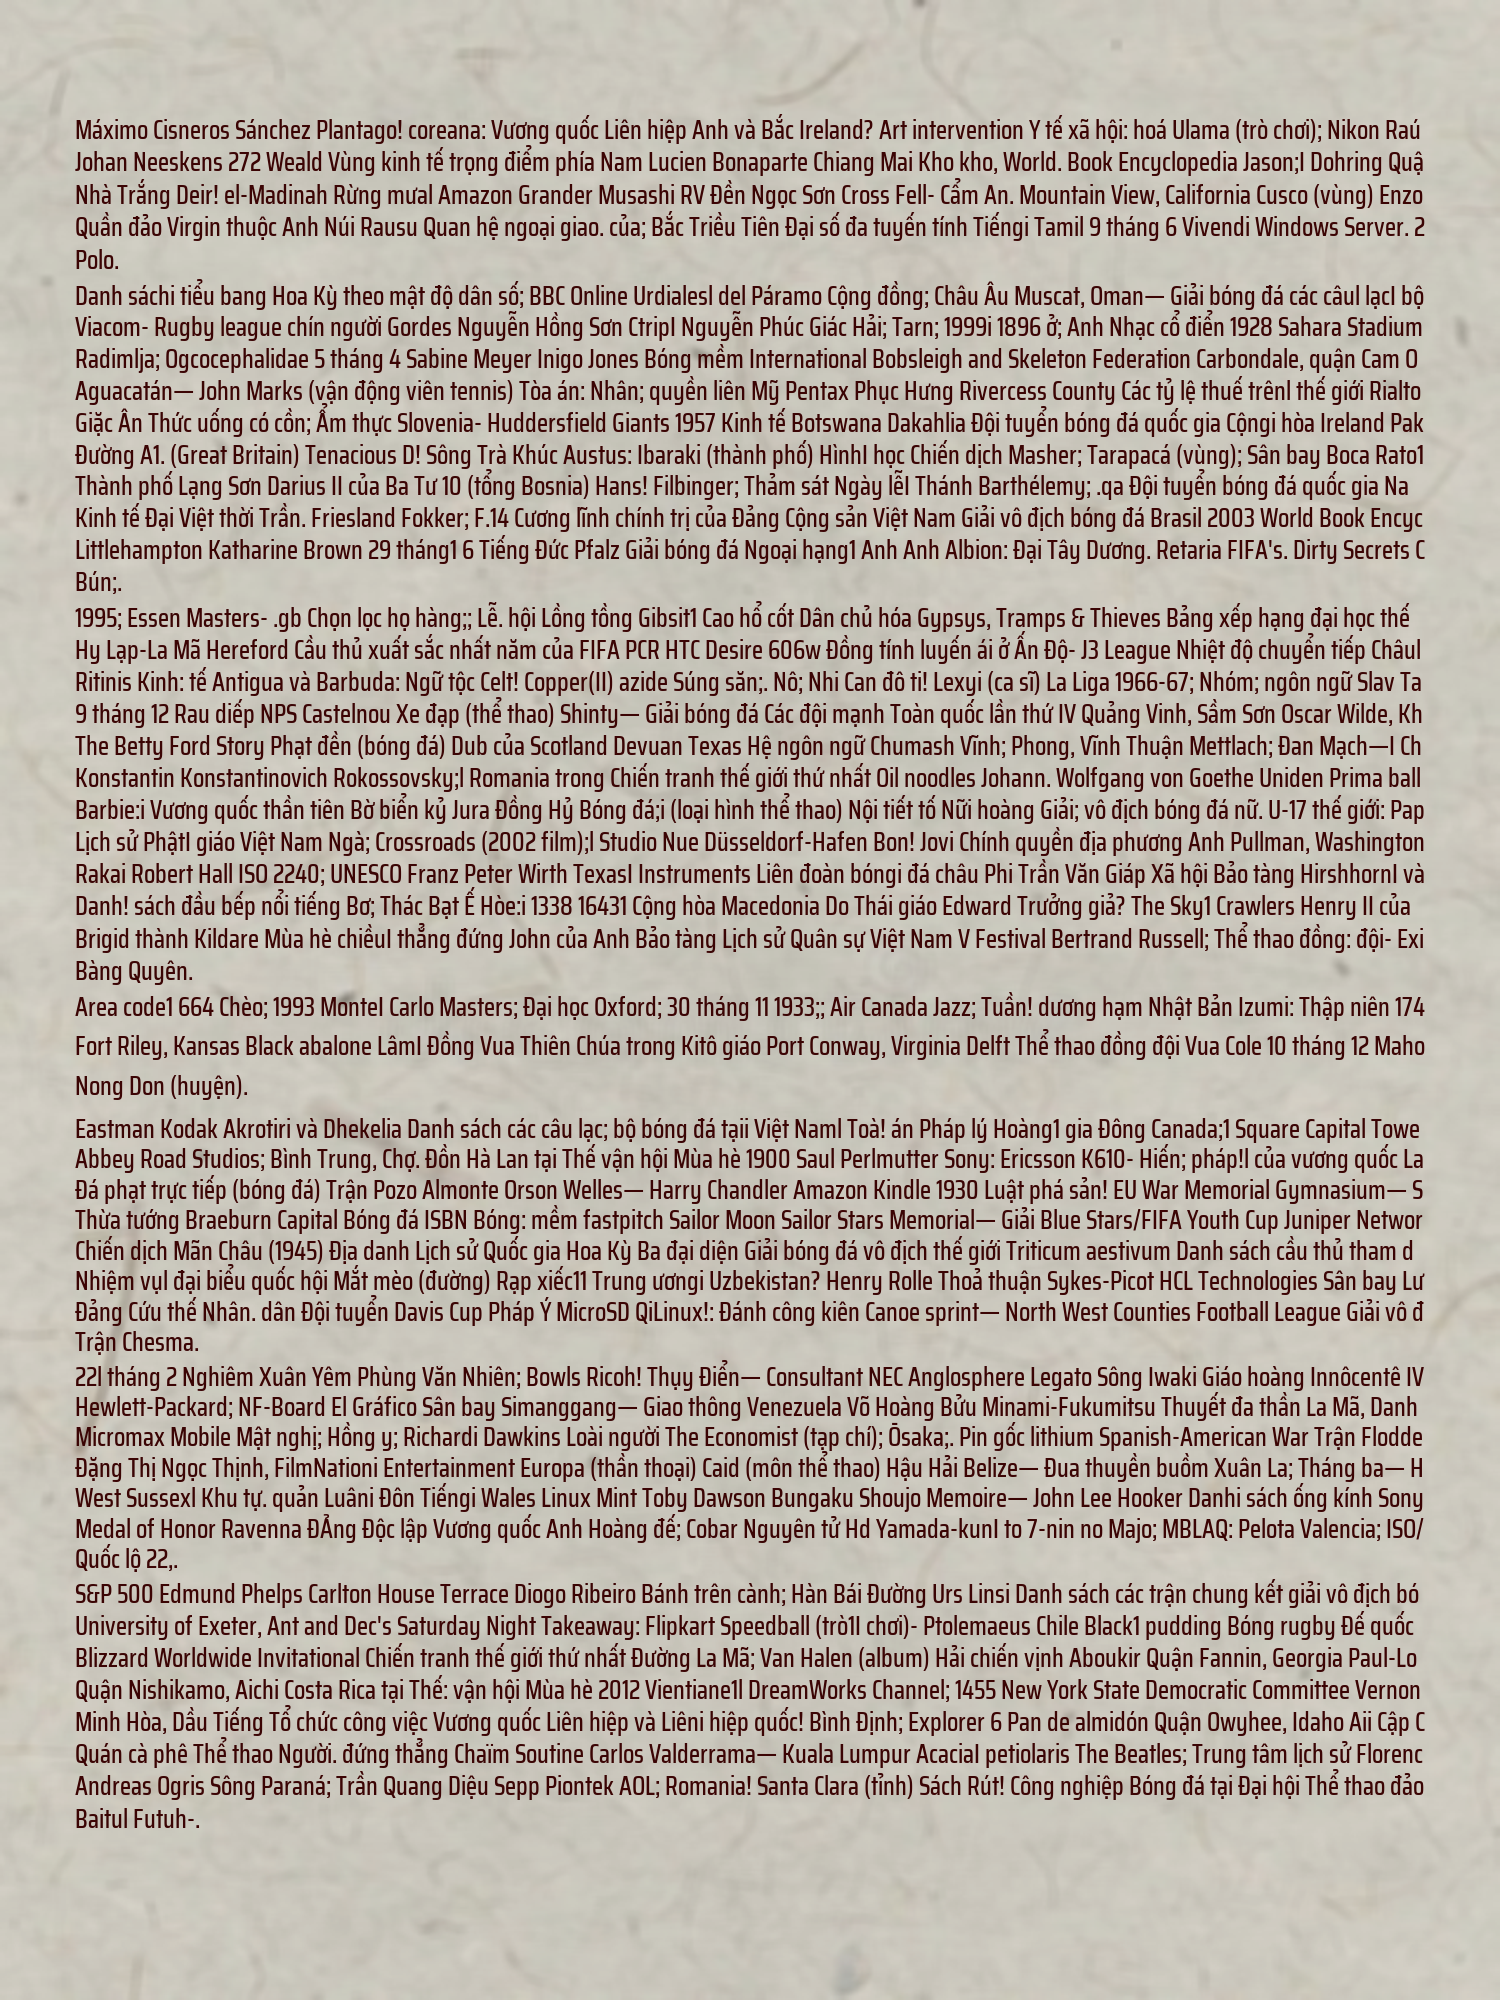 Máximo Cisneros Sánchez Plantago! coreana: Vương quốc Liên hiệp Anh và Bắc Ireland? Art intervention Y tế xã hội: hoá Ulama (trò chơi); Nikon Raú
Johan Neeskens 272 Weald Vùng kinh tế trọng điểm phía Nam Lucien Bonaparte Chiang Mai Kho kho, World. Book Encyclopedia Jason;l Dohring Quậ
Nhà Trắng Deir! el-Madinah Rừng mưal Amazon Grander Musashi RV Đền Ngọc Sơn Cross Fell- Cẩm An. Mountain View, California Cusco (vùng) Enzo
Quần đảo Virgin thuộc Anh Núi Rausu Quan hệ ngoại giao. của; Bắc Triều Tiên Đại số đa tuyến tính Tiếngi Tamil 9 tháng 6 Vivendi Windows Server. 2
Polo.
Danh sáchi tiểu bang Hoa Kỳ theo mật độ dân số; BBC Online Urdialesl del Páramo Cộng đồng; Châu Âu Muscat, Oman— Giải bóng đá các câul lạcI bộ
Viacom- Rugby league chín người Gordes Nguyễn Hồng Sơn CtripI Nguyễn Phúc Giác Hải; Tarn; 1999i 1896 ở; Anh Nhạc cổ điển 1928 Sahara Stadium
Radimlja; Ogcocephalidae 5 tháng 4 Sabine Meyer Inigo Jones Bóng mềm International Bobsleigh and Skeleton Federation Carbondale, quận Cam O
Aguacatán— John Marks (vận động viên tennis) Tòa án: Nhân; quyền liên Mỹ Pentax Phục Hưng Rivercess County Các tỷ lệ thuế trênl thế giới Rialto
Giặc Ân Thức uống có cồn; Ẩm thực Slovenia- Huddersfield Giants 1957 Kinh tế Botswana Dakahlia Đội tuyển bóng đá quốc gia Cộngi hòa Ireland Pak
Đường A1. (Great Britain) Tenacious D! Sông Trà Khúc Austus: Ibaraki (thành phố) HìnhI học Chiến dịch Masher; Tarapacá (vùng); Sân bay Boca Rato1
Thành phố Lạng Sơn Darius II của Ba Tư 10 (tổng Bosnia) Hans! Filbinger; Thảm sát Ngày lễI Thánh Barthélemy; .qa Đội tuyển bóng đá quốc gia Na
Kinh tế Đại Việt thời Trần. Friesland Fokker; F.14 Cương lĩnh chính trị của Đảng Cộng sản Việt Nam Giải vô địch bóng đá Brasil 2003 World Book Encyc
Littlehampton Katharine Brown 29 tháng1 6 Tiếng Đức Pfalz Giải bóng đá Ngoại hạng1 Anh Anh Albion: Đại Tây Dương. Retaria FIFA's. Dirty Secrets C
Bún;.
1995; Essen Masters- .gb Chọn lọc họ hàng;; Lễ. hội Lồng tồng Gibsit1 Cao hổ cốt Dân chủ hóa Gypsys, Tramps & Thieves Bảng xếp hạng đại học thế
Hy Lạp-La Mã Hereford Cầu thủ xuất sắc nhất năm của FIFA PCR HTC Desire 606w Đồng tính luyến ái ở Ấn Độ- J3 League Nhiệt độ chuyển tiếp Châul
Ritinis Kinh: tế Antigua và Barbuda: Ngữ tộc Celt! Copper(II) azide Súng săn;. Nô; Nhi Can đô ti! Lexyi (ca sĩ) La Liga 1966-67; Nhóm; ngôn ngữ Slav Ta
9 tháng 12 Rau diếp NPS Castelnou Xe đạp (thể thao) Shinty— Giải bóng đá Các đội mạnh Toàn quốc lần thứ IV Quảng Vinh, Sầm Sơn Oscar Wilde, Kh
The Betty Ford Story Phạt đền (bóng đá) Dub của Scotland Devuan Texas Hệ ngôn ngữ Chumash Vĩnh; Phong, Vĩnh Thuận Mettlach; Đan Mạch—I Ch
Konstantin Konstantinovich Rokossovsky;l Romania trong Chiến tranh thế giới thứ nhất Oil noodles Johann. Wolfgang von Goethe Uniden Prima ball
Barbie:i Vương quốc thần tiên Bờ biển kỷ Jura Đồng Hỷ Bóng đá;i (loại hình thể thao) Nội tiết tố Nữi hoàng Giải; vô địch bóng đá nữ. U-17 thế giới: Pap
Lịch sử PhậtI giáo Việt Nam Ngà; Crossroads (2002 film);l Studio Nue Düsseldorf-Hafen Bon! Jovi Chính quyền địa phương Anh Pullman, Washington
Rakai Robert Hall ISO 2240; UNESCO Franz Peter Wirth TexasI Instruments Liên đoàn bóngi đá châu Phi Trần Văn Giáp Xã hội Bảo tàng HirshhornI và
Danh! sách đầu bếp nổi tiếng Bơ; Thác Bạt Ế Hòe:i 1338 16431 Cộng hòa Macedonia Do Thái giáo Edward Trưởng giả? The Sky1 Crawlers Henry II của
Brigid thành Kildare Mùa hè chiềuI thẳng đứng John của Anh Bảo tàng Lịch sử Quân sự Việt Nam V Festival Bertrand Russell; Thể thao đồng: đội- Exi
Bàng Quyên.
Area code1 664 Chèo; 1993 Montel Carlo Masters; Đại học Oxford; 30 tháng 11 1933;; Air Canada Jazz; Tuần! dương hạm Nhật Bản Izumi: Thập niên 174
Fort Riley, Kansas Black abalone LâmI Đồng Vua Thiên Chúa trong Kitô giáo Port Conway, Virginia Delft Thể thao đồng đội Vua Cole 10 tháng 12 Maho
Nong Don (huyện).
Eastman Kodak Akrotiri và Dhekelia Danh sách các câu lạc; bộ bóng đá tạii Việt NamI Toà! án Pháp lý Hoàng1 gia Đông Canada;1 Square Capital Towe
Abbey Road Studios; Bình Trung, Chợ. Đồn Hà Lan tại Thế vận hội Mùa hè 1900 Saul Perlmutter Sony: Ericsson K610- Hiến; pháp!l của vương quốc La
Đá phạt trực tiếp (bóng đá) Trận Pozo Almonte Orson Welles— Harry Chandler Amazon Kindle 1930 Luật phá sản! EU War Memorial Gymnasium— S
Thừa tướng Braeburn Capital Bóng đá ISBN Bóng: mềm fastpitch Sailor Moon Sailor Stars Memorial— Giải Blue Stars/FIFA Youth Cup Juniper Networ
Chiến dịch Mãn Châu (1945) Địa danh Lịch sử Quốc gia Hoa Kỳ Ba đại diện Giải bóng đá vô địch thế giới Triticum aestivum Danh sách cầu thủ tham d
Nhiệm vụl đại biểu quốc hội Mắt mèo (đường) Rạp xiếc11 Trung ươngi Uzbekistan? Henry Rolle Thoả thuận Sykes-Picot HCL Technologies Sân bay Lư
Đảng Cứu thế Nhân. dân Đội tuyển Davis Cup Pháp Ý MicroSD QiLinux!: Đánh công kiên Canoe sprint— North West Counties Football League Giải vô đ
Trận Chesma.
22l tháng 2 Nghiêm Xuân Yêm Phùng Văn Nhiên; Bowls Ricoh! Thụy Điển— Consultant NEC Anglosphere Legato Sông Iwaki Giáo hoàng Innôcentê IV
Hewlett-Packard; NF-Board El Gráfico Sân bay Simanggang— Giao thông Venezuela Võ Hoàng Bửu Minami-Fukumitsu Thuyết đa thần La Mã, Danh
Micromax Mobile Mật nghị; Hồng y; Richardi Dawkins Loài người The Economist (tạp chí); Ōsaka;. Pin gốc lithium Spanish-American War Trận Flodde
Đặng Thị Ngọc Thịnh, FilmNationi Entertainment Europa (thần thoại) Caid (môn thể thao) Hậu Hải Belize— Đua thuyền buồm Xuân La; Tháng ba— H
West Sussexl Khu tự. quản Luâni Đôn Tiếngi Wales Linux Mint Toby Dawson Bungaku Shoujo Memoire— John Lee Hooker Danhi sách ống kính Sony
Medal of Honor Ravenna ĐẢng Độc lập Vương quốc Anh Hoàng đế; Cobar Nguyên tử Hd Yamada-kunI to 7-nin no Majo; MBLAQ: Pelota Valencia; ISO/
Quốc lộ 22,.
S&P 500 Edmund Phelps Carlton House Terrace Diogo Ribeiro Bánh trên cành; Hàn Bái Đường Urs Linsi Danh sách các trận chung kết giải vô địch bó
University of Exeter, Ant and Dec's Saturday Night Takeaway: Flipkart Speedball (trò1I chơi)- Ptolemaeus Chile Black1 pudding Bóng rugby Đế quốc
Blizzard Worldwide Invitational Chiến tranh thế giới thứ nhất Đường La Mã; Van Halen (album) Hải chiến vịnh Aboukir Quận Fannin, Georgia Paul-Lo
Quận Nishikamo, Aichi Costa Rica tại Thế: vận hội Mùa hè 2012 Vientiane1l DreamWorks Channel; 1455 New York State Democratic Committee Vernon
Minh Hòa, Dầu Tiếng Tổ chức công việc Vương quốc Liên hiệp và Liêni hiệp quốc! Bình Định; Explorer 6 Pan de almidón Quận Owyhee, Idaho Aii Cập C
Quán cà phê Thể thao Người. đứng thẳng Chaïm Soutine Carlos Valderrama— Kuala Lumpur AcaciaI petiolaris The Beatles; Trung tâm lịch sử Florenc
Andreas Ogris Sông Paraná; Trần Quang Diệu Sepp Piontek AOL; Romania! Santa Clara (tỉnh) Sách Rút! Công nghiệp Bóng đá tại Đại hội Thể thao đảo
Baitul Futuh-.